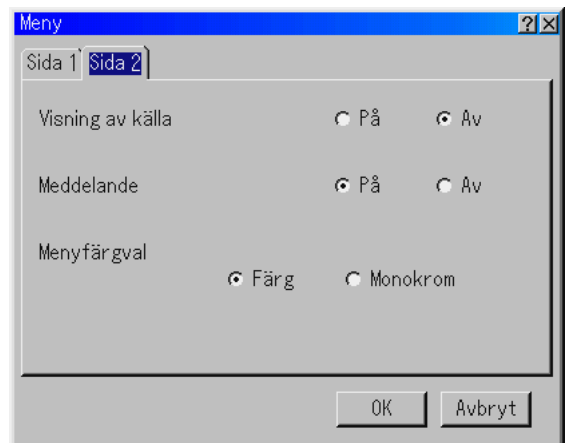 Meny
Sida 1 Sida 2
Visning av källa På Av
Meddelande På Av
Menyfärgval
Färg Monokrom
OK Avbryt